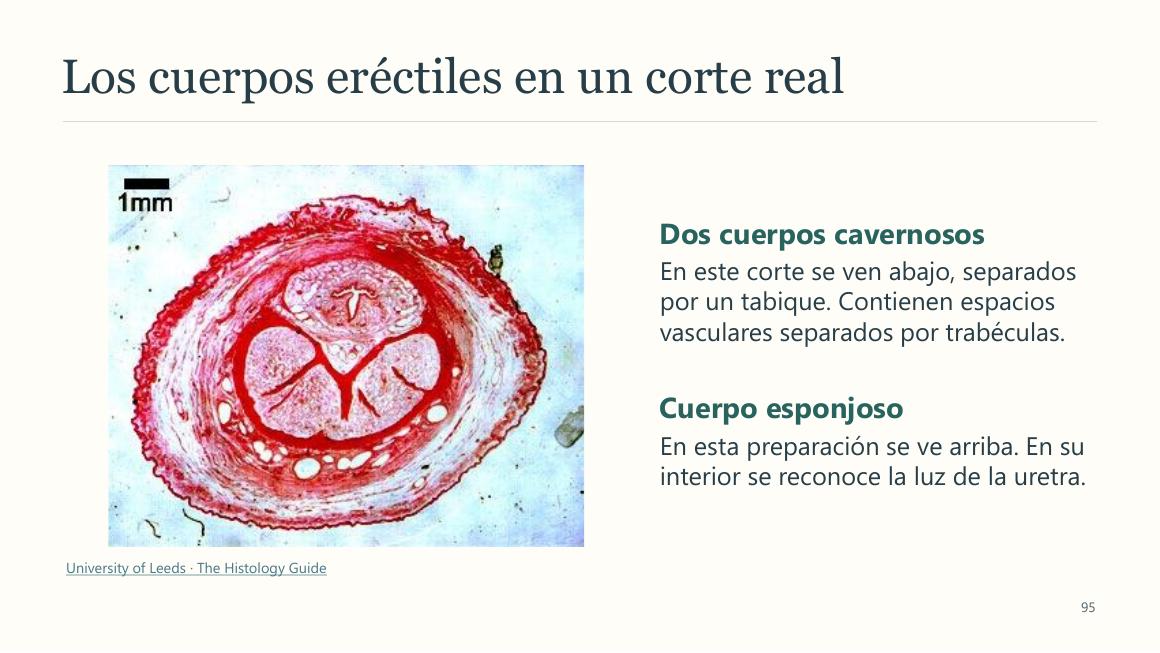 Los cuerpos eréctiles en un corte real
1mm
Dos cuerpos cavernosos
En este corte se ven abajo, separados
por un tabique. Contienen espacios
vasculares separados por trabéculas.
Cuerpo esponjoso
En esta preparación se ve arriba. En su
interior se reconoce la luz de la uretra.
University of Leeds · The Histology Guide
95